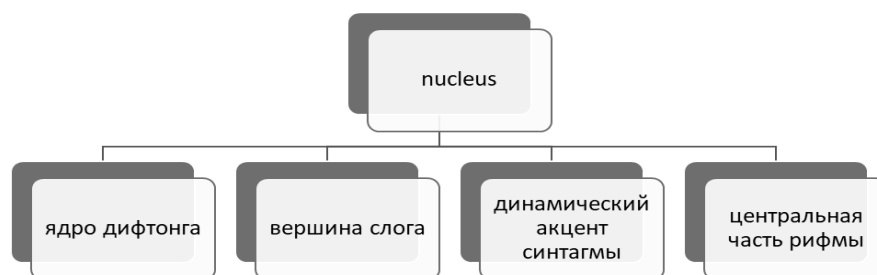 nucleus
ядро дифтонга
вершина слога
динамический
акцент
синтагмы
центральная
часть рифмы